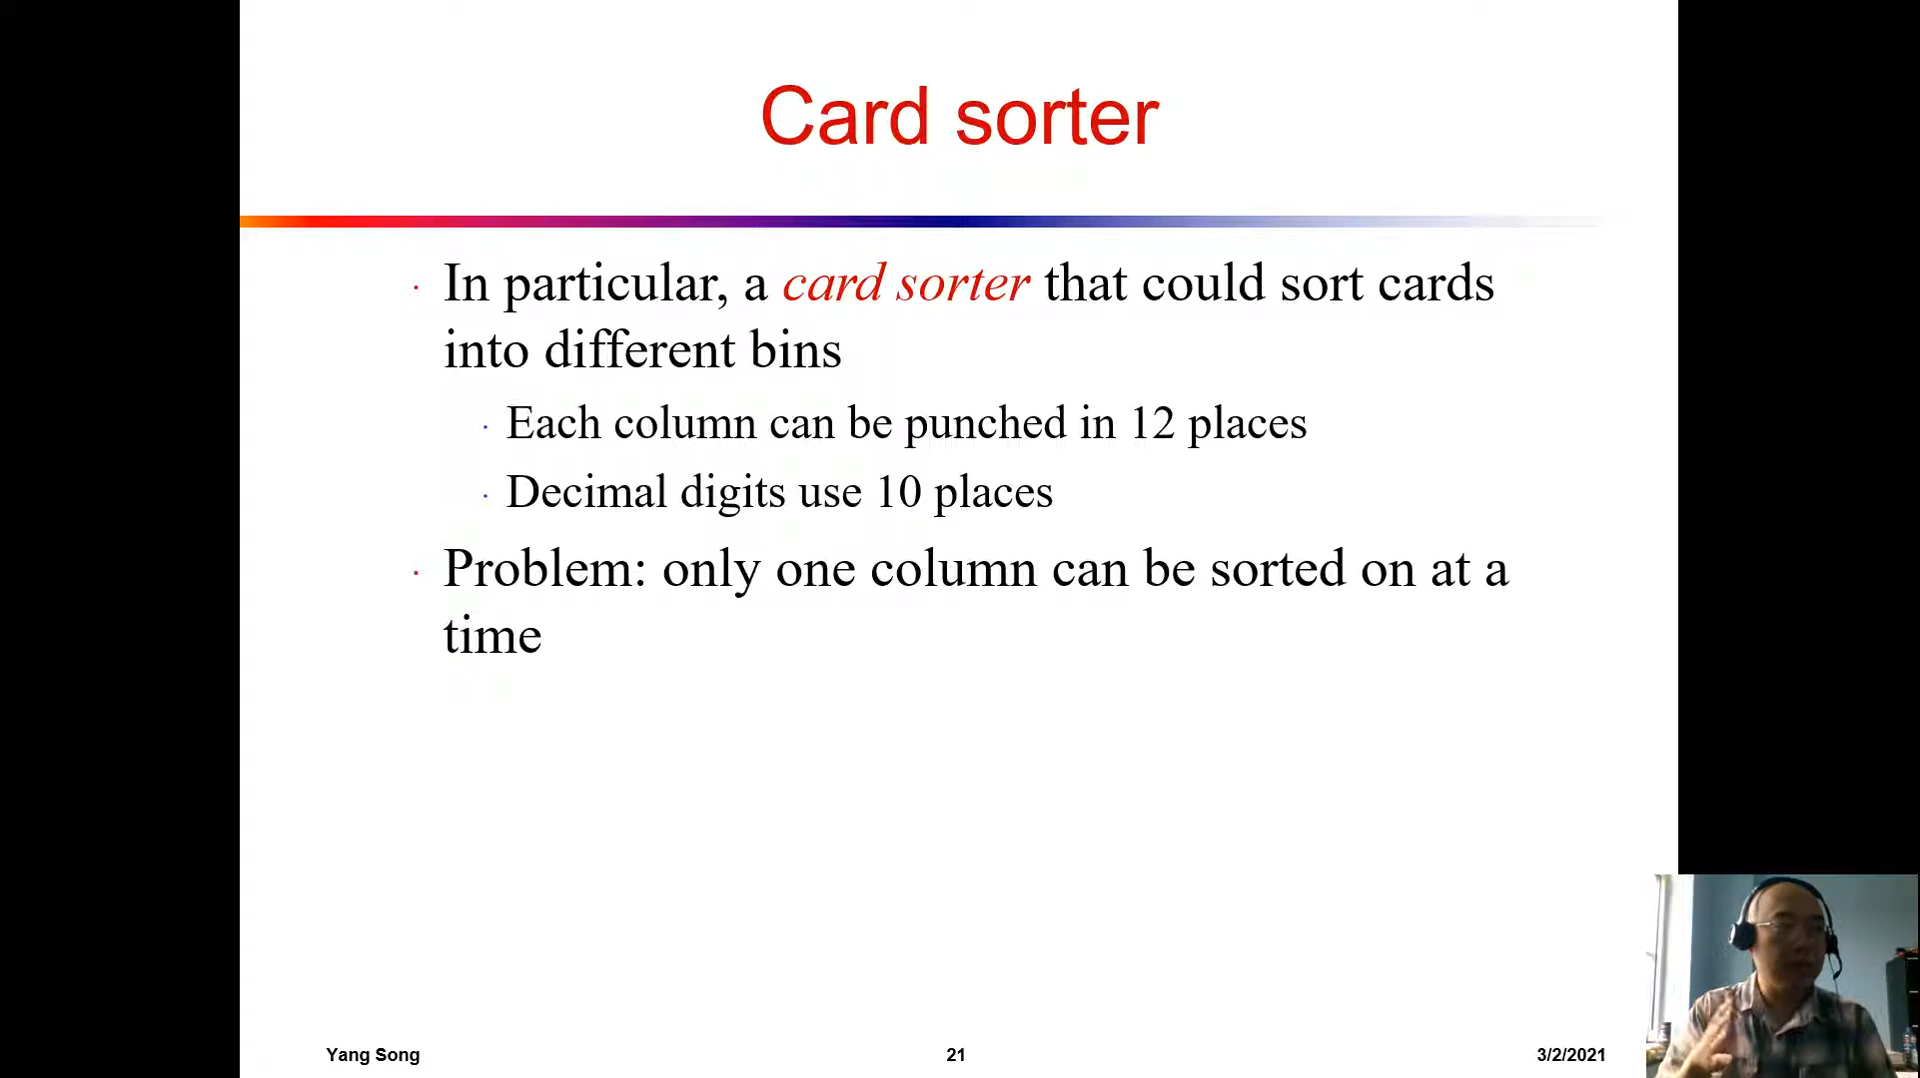 Card sorter
· In particular, a card sorter that could sort cards
into different bins
· Each column can be punched in 12 places
· Decimal digits use 10 places
· Problem: only one column can be sorted on at a
time
Yang Song 21 3/2/2021